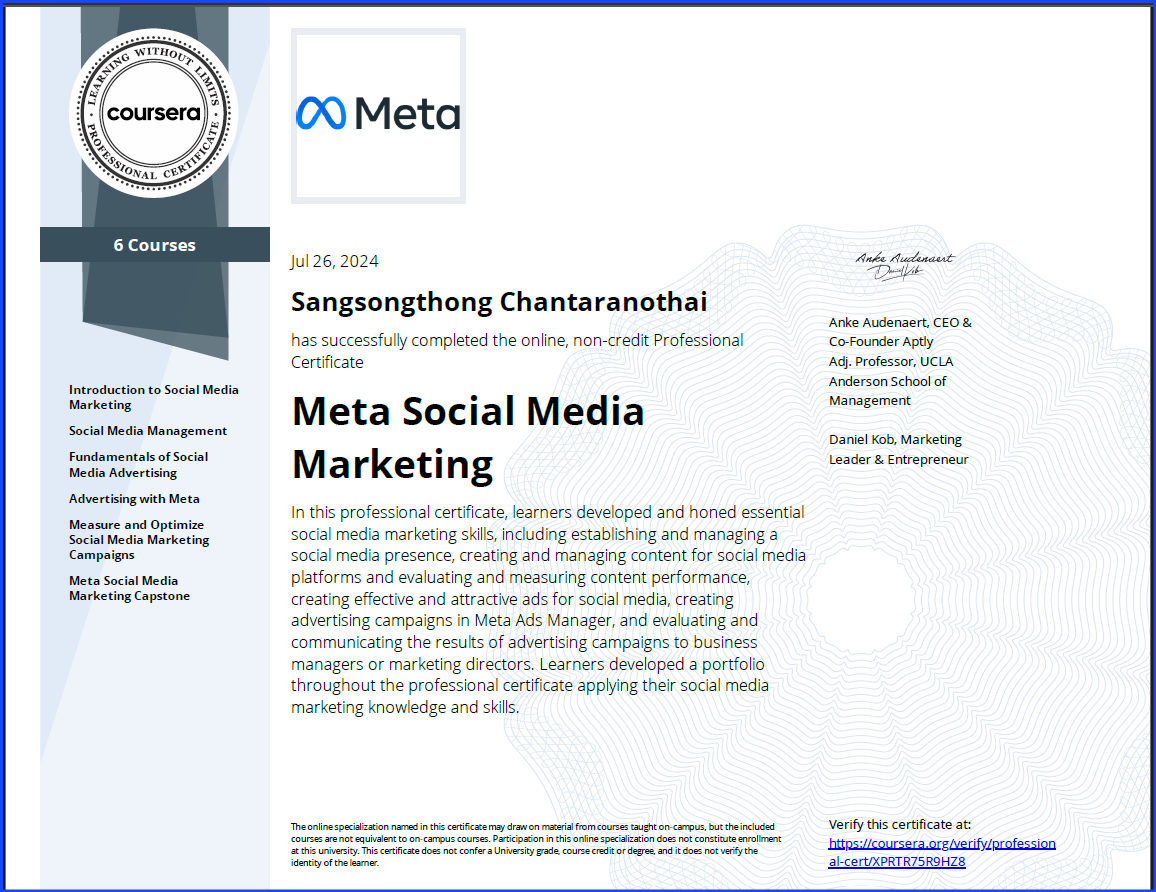 LEARNING WITHOUT LIMITS
coursera
PROFESSIONAL CERTIFICATE
6 Courses
Introduction to Social Media
Marketing
Social Media Management
Fundamentals of Social
Media Advertising
Advertising with Meta
Measure and Optimize
Social Media Marketing
Campaigns
Meta Social Media
Marketing Capstone
Meta
Jul 26, 2024
Sangsongthong Chantaranothai
has successfully completed the online, non-credit Professional
Certificate
Meta Social Media
Marketing
In this professional certificate, learners developed and honed essential
social media marketing skills, including establishing and managing a
social media presence, creating and managing content for social media
platforms and evaluating and measuring content performance,
creating effective and attractive ads for social media, creating
advertising campaigns in Meta Ads Manager, and evaluating and
communicating the results of advertising campaigns to business
managers or marketing directors. Learners developed a portfolio
throughout the professional certificate applying their social media
marketing knowledge and skills.
The online specialization named in this certificate may draw on material from courses taught on-campus, but the included
courses are not equivalent to on-campus courses. Participation in this online specialization does not constitute enrollment
at this university. This certificate does not confer a University grade, course credit or degree, and it does not verify the
identity of the learner.
Anke Audenaert
Daniel Kob
Anke Audenaert, CEO &
Co-Founder Aptly
Adj. Professor, UCLA
Anderson School of
Management
Daniel Kob, Marketing
Leader & Entrepreneur
Verify this certificate at:
https://coursera.org/verify/profession
al-cert/XPRTR75R9HZ8